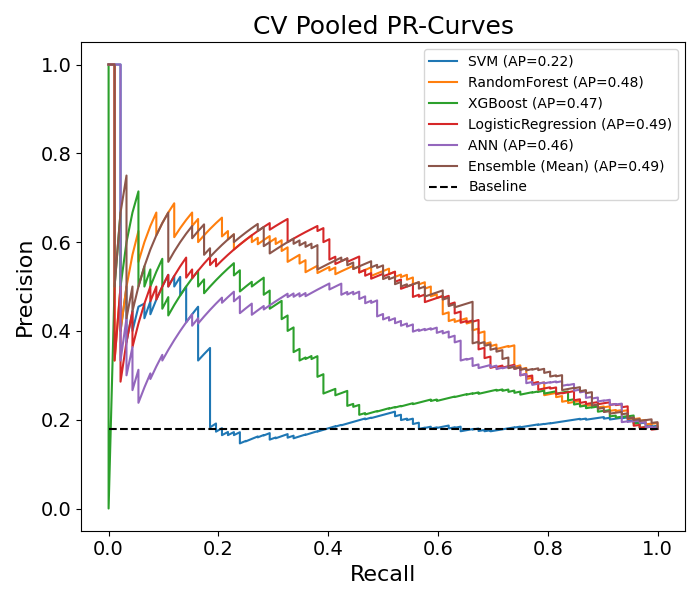 CV Pooled PR-Curves
SVM (AP=0.22)
RandomForest (AP=0.48)
XGBoost (AP=0.47)
LogisticRegression (AP=0.49)
ANN (AP=0.46)
Ensemble (Mean) (AP=0.49)
Baseline
Precision
1.0
0.8
0.6
0.4
0.2
0.0
0.0 0.2 0.4 0.6 0.8 1.0
Recall